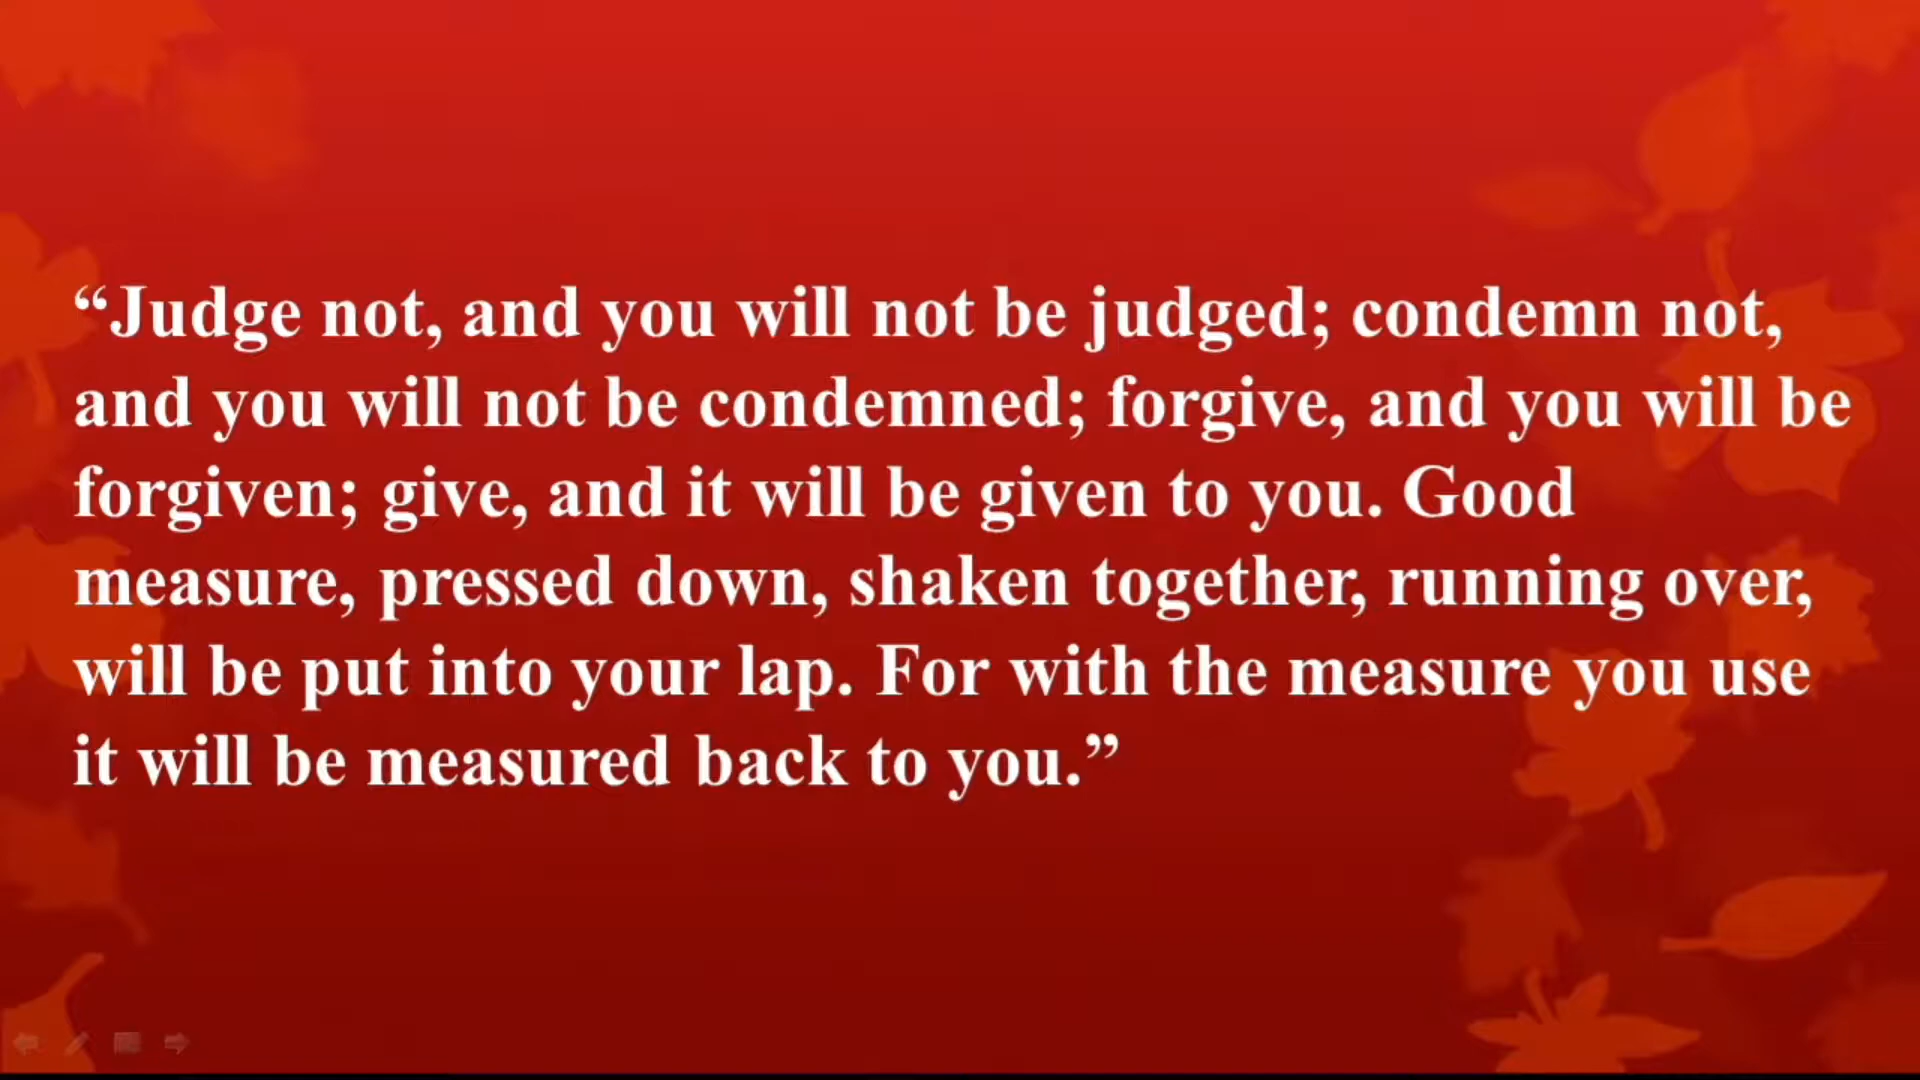 “Judge not, and you will not be judged; condemn not,
and you will not be condemned; forgive, and you will be
forgiven; give, and it will be given to you. Good
measure, pressed down, shaken together, running over,
will be put into your lap. For with the measure you use
it will be measured back to you.”